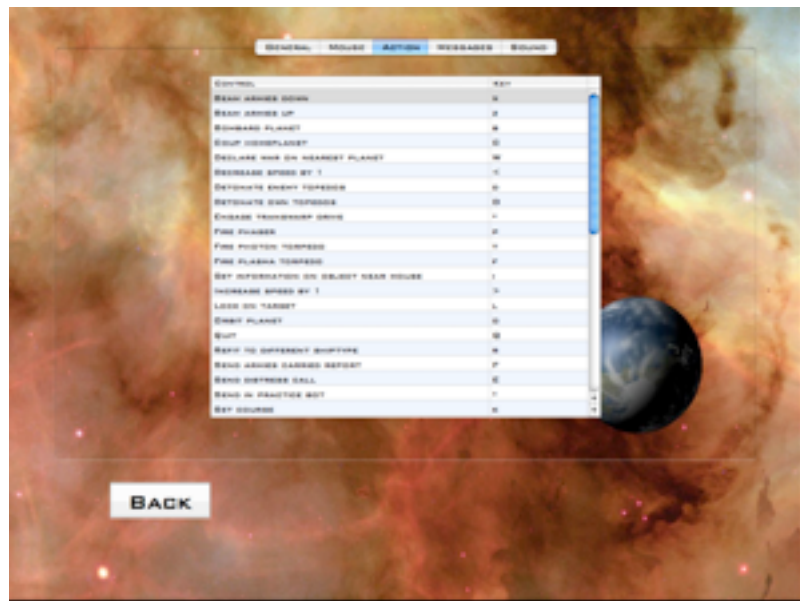 General Mouse Action Messages Sound
Control Key
Beam armies down X
Beam armies up Z
Bombard planet B
Coup homeplanet
Declare war on nearest planet W
Decrease speed by 1
Detonate enemy torpedos D
Detonate own torpedos D
Engage transwarp drive *
Fire phaser P
Fire photon torpedo T
Fire plasma torpedo F
Get information on object near mouse I
Increase speed by 1
Lock on target L
Orbit planet O
Quit Q
Refit to different shiptype R
Send armies carried report F
Send distress call E
Send in practice bot *
Set course K
Back